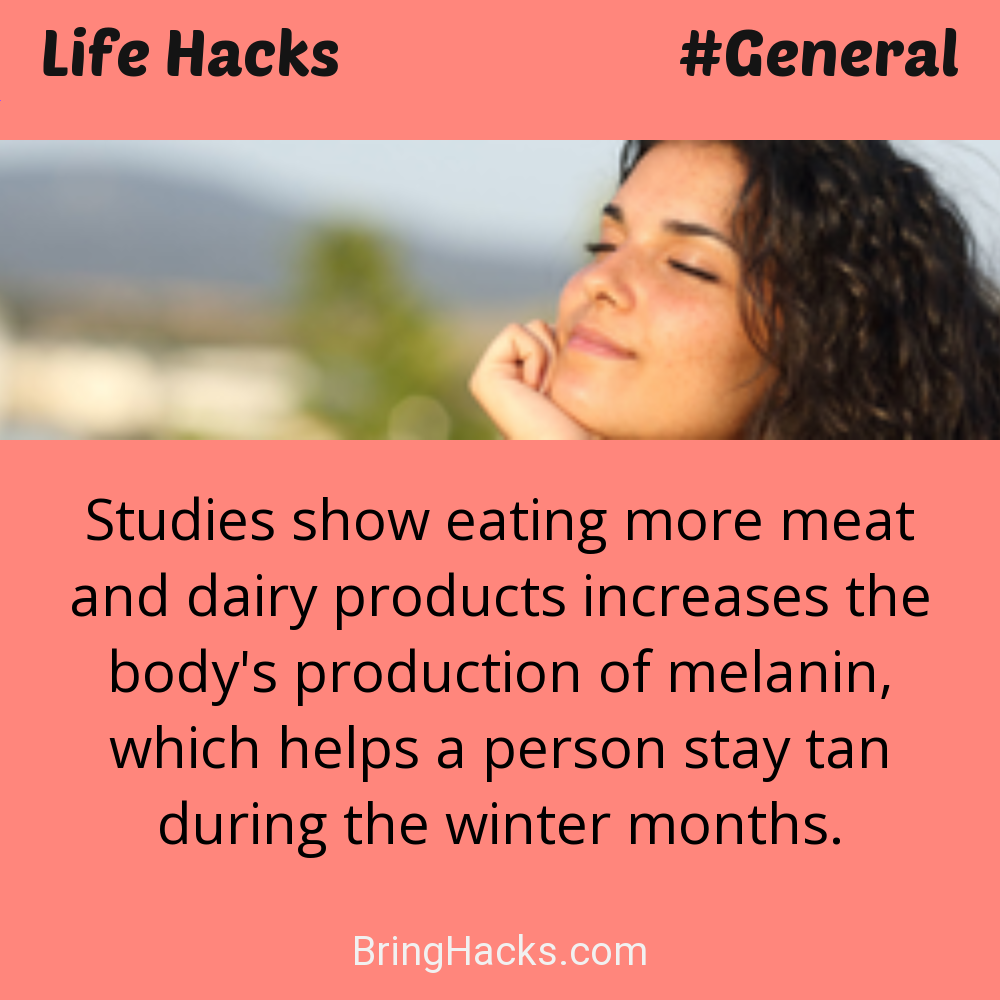 Life Hacks #General
Studies show eating more meat
and dairy products increases the
body's production of melanin,
which helps a person stay tan
during the winter months.
BringHacks.com